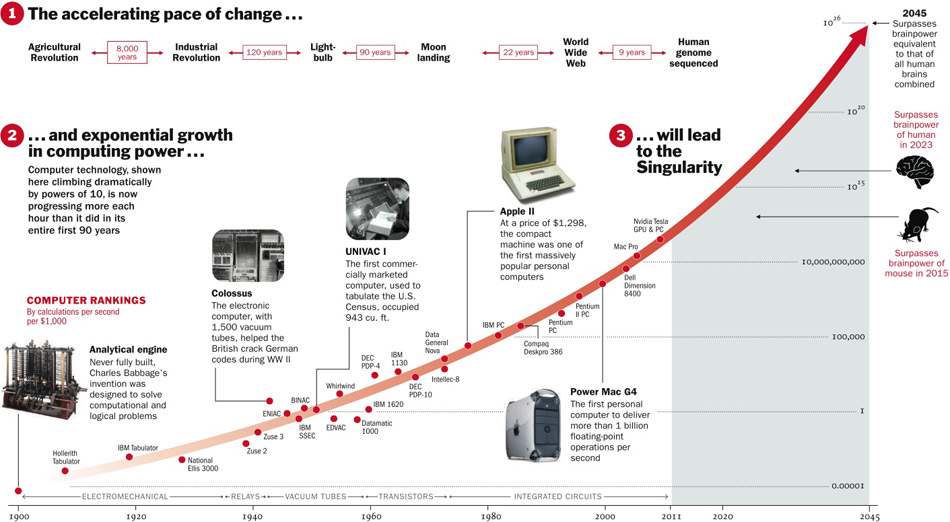 1 The accelerating pace of change ...
Agricultural
Revolution
8,000
years
Industrial
Revolution
120 years
Light-
bulb
90 years
Moon
landing
22 years
World
Wide
Web
9 years
Human
genome
sequenced
2 ... and exponential growth
in computing power ...
Computer technology, shown
here climbing dramatically
by powers of 10, is now
progressing more each
hour than it did in its
entire first 90 years
3 ... will lead
to the
Singularity
2045
Surpasses
brainpower
equivalent
to that of
all human
brains
combined
Surpasses
brainpower
of human
in 2023
Surpasses
brainpower of
mouse in 2015
10²⁶
10²⁰
10¹⁵
10,000,000,000
100,000
1
0.00001
COMPUTER RANKINGS
By calculations per second
per $1,000
Analytical engine
Never fully built,
Charles Babbage's
invention was
designed to solve
computational and
logical problems
Colossus
The electronic
computer, with
1,500 vacuum
tubes, helped the
British crack German
codes during WW II
UNIVAC I
The first commer-
cially marketed
computer, used to
tabulate the U.S.
Census, occupied
943 cu. ft.
Apple II
At a price of $1,298,
the compact
machine was one of
the first massively
popular personal
computers
Power Mac G4
The first personal
computer to deliver
more than 1 billion
floating-point
operations per
second
Hollerith
Tabulator
IBM Tabulator
National
Ellis 3000
Zuse 2
Zuse 3
ENIAC
BINAC
IBM
SSEC
Whirlwind
EDVAC
DEC
PDP-4
IBM
1130
IBM 1620
Datamatic
1000
DEC
PDP-10
Data
General
Nova
Intellec-8
IBM PC
Compaq
Deskpro 386
Pentium
PC
Pentium
II PC
Dell
Dimension
8400
Mac Pro
Nvidia Tesla
GPU & PC
ELECTROMECHANICAL
RELAYS
VACUUM TUBES
TRANSISTORS
INTEGRATED CIRCUITS
1900
1920
1940
1960
1980
2000
2011
2020
2045